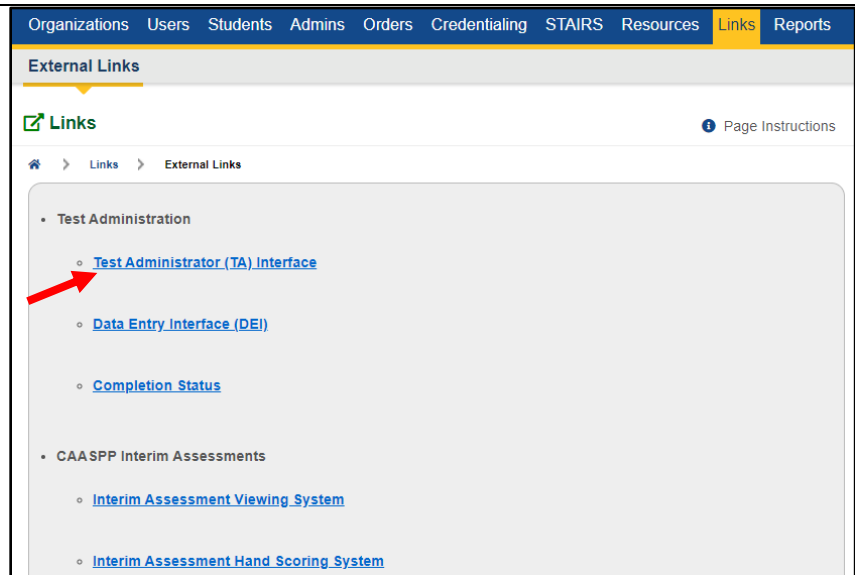 Organizations Users Students Admins Orders Credentialing STAIRS Resources Links Reports
External Links
Links
Page Instructions
Links > External Links
• Test Administration
Test Administrator (TA) Interface
Data Entry Interface (DEI)
Completion Status
• CAASPP Interim Assessments
Interim Assessment Viewing System
Interim Assessment Hand Scoring System